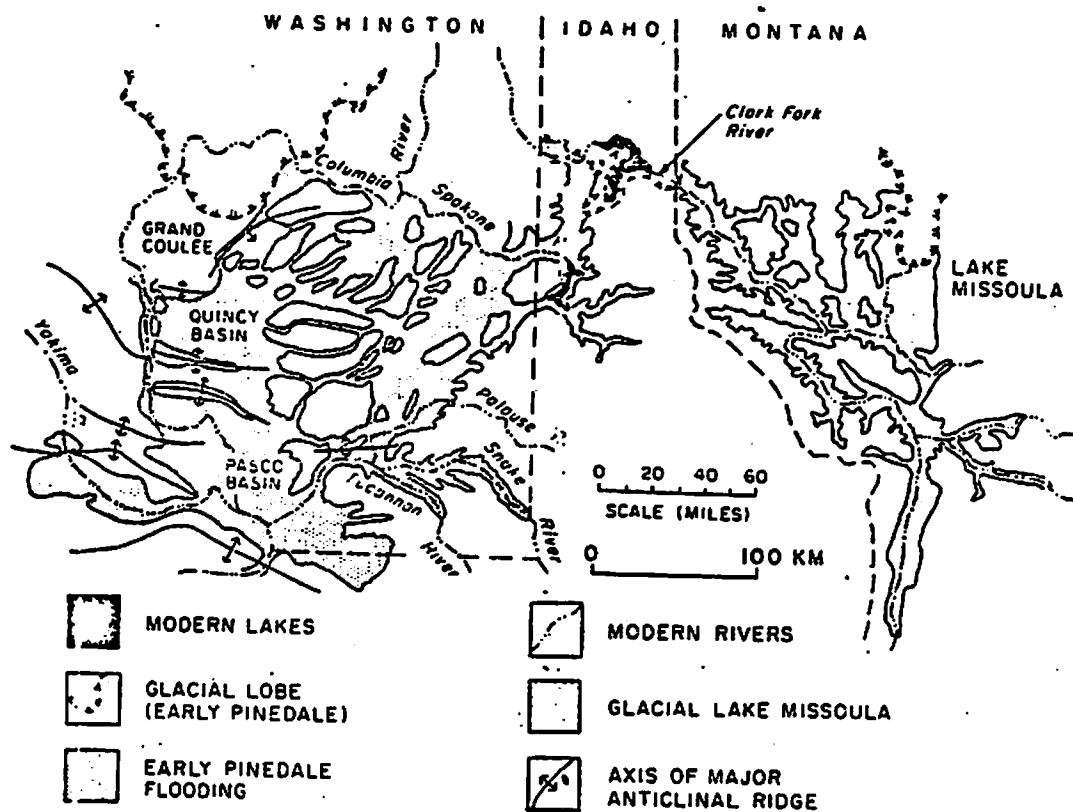 WASHINGTON
IDAHO
MONTANA
Clark Fork
River
River
Columbia
Spokane
GRAND
COULEE
LAKE
MISSOULA
QUINCY
BASIN
Yakima
Palouse
Snake
PASCO
BASIN
Tucannon
River
River
0 20 40 60
SCALE (MILES)
0 100 KM
MODERN LAKES
MODERN RIVERS
GLACIAL LOBE
(EARLY PINEDALE)
GLACIAL LAKE MISSOULA
EARLY PINEDALE
FLOODING
AXIS OF MAJOR
ANTICLINAL RIDGE